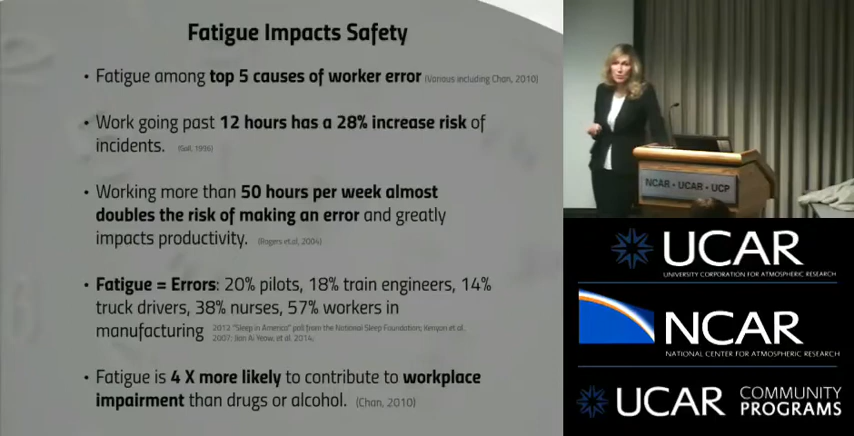 Fatigue Impacts Safety
• Fatigue among top 5 causes of worker error (Various including Chan, 2010)
• Work going past 12 hours has a 28% increase risk of
incidents.
• Working more than 50 hours per week almost
doubles the risk of making an error and greatly
impacts productivity. (Rogers et.al, 2004)
• Fatigue = Errors: 20% pilots, 18% train engineers, 14%
truck drivers, 38% nurses, 57% workers in
manufacturing 2012 "Sleep in America" poll from the National Sleep Foundation; Kenyon et al.
2007; Jian Ai Yeow, et al. 2014;
• Fatigue is 4 X more likely to contribute to workplace
impairment than drugs or alcohol. (Chan, 2010)
NCAR • UCAR • UCP
UCAR
UNIVERSITY CORPORATION FOR ATMOSPHERIC RESEARCH
NCAR
NATIONAL CENTER FOR ATMOSPHERIC RESEARCH
UCAR COMMUNITY
PROGRAMS